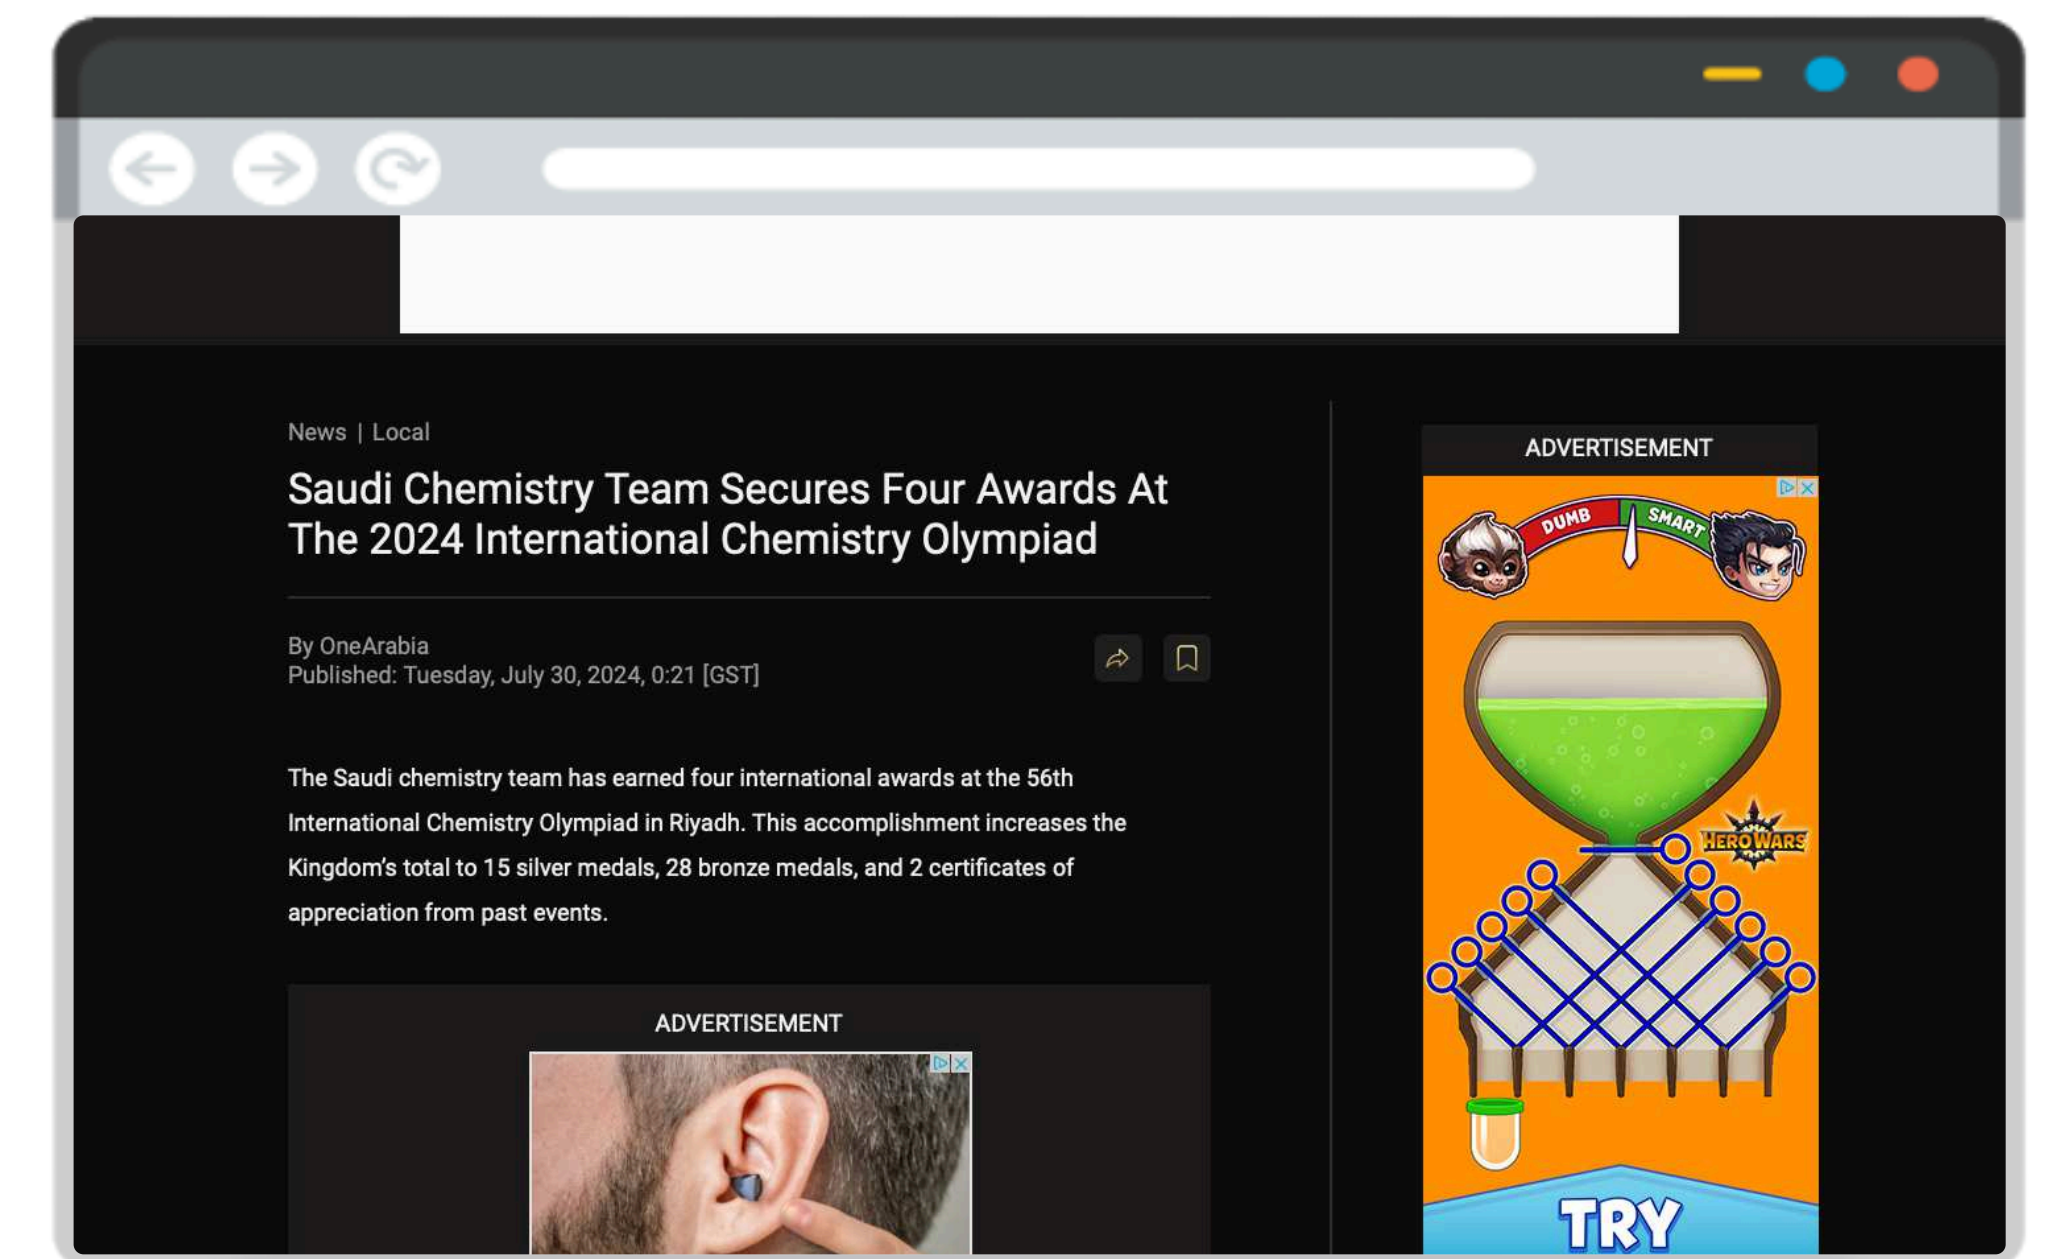 News | Local
Saudi Chemistry Team Secures Four Awards At
The 2024 International Chemistry Olympiad
By OneArabia
Published: Tuesday, July 30, 2024, 0:21 [GST]
The Saudi chemistry team has earned four international awards at the 56th
International Chemistry Olympiad in Riyadh. This accomplishment increases the
Kingdom's total to 15 silver medals, 28 bronze medals, and 2 certificates of
appreciation from past events.
ADVERTISEMENT
ADVERTISEMENT
DUMB
SMART
HERO WARS
TRY